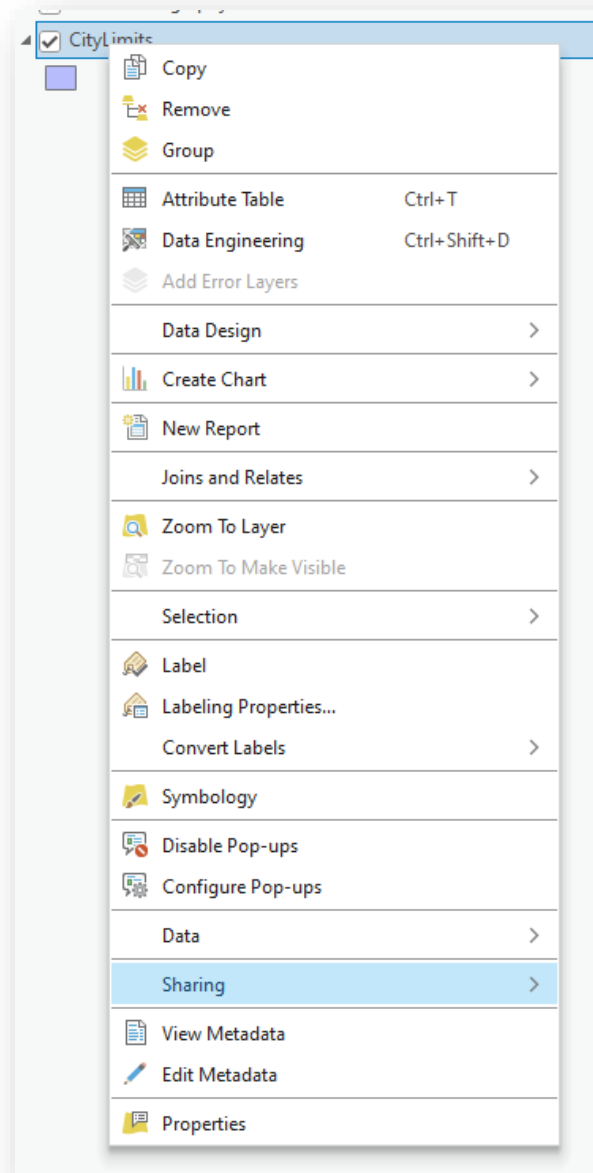 CityLimits
Copy
Remove
Group
Attribute Table Ctrl+T
Data Engineering Ctrl+Shift+D
Add Error Layers
Data Design
Create Chart
New Report
Joins and Relates
Zoom To Layer
Zoom To Make Visible
Selection
Label
Labeling Properties...
Convert Labels
Symbology
Disable Pop-ups
Configure Pop-ups
Data
Sharing
View Metadata
Edit Metadata
Properties